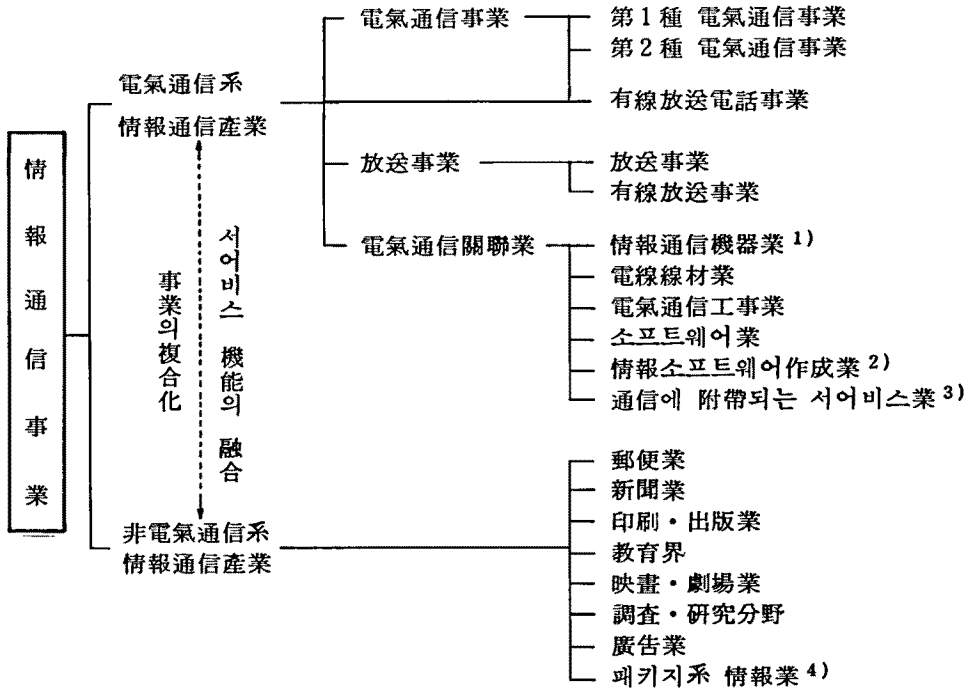 情報通信事業
電氣通信系
情報通信產業
事業의複合化
서어비스 機能의 融合
非電氣通信系
情報通信產業
電氣通信事業
第1種 電氣通信事業
第2種 電氣通信事業
有線放送電話事業
放送事業
放送事業
有線放送事業
電氣通信關聯業
情報通信機器業 1)
電線線材業
電氣通信工事業
소프트웨어業
情報소프트웨어作成業 2)
通信에 附帶되는 서어비스業 3)
郵便業
新聞業
印刷・出版業
教育界
映畫・劇場業
調査・研究分野
廣告業
패키지系 情報業 4)